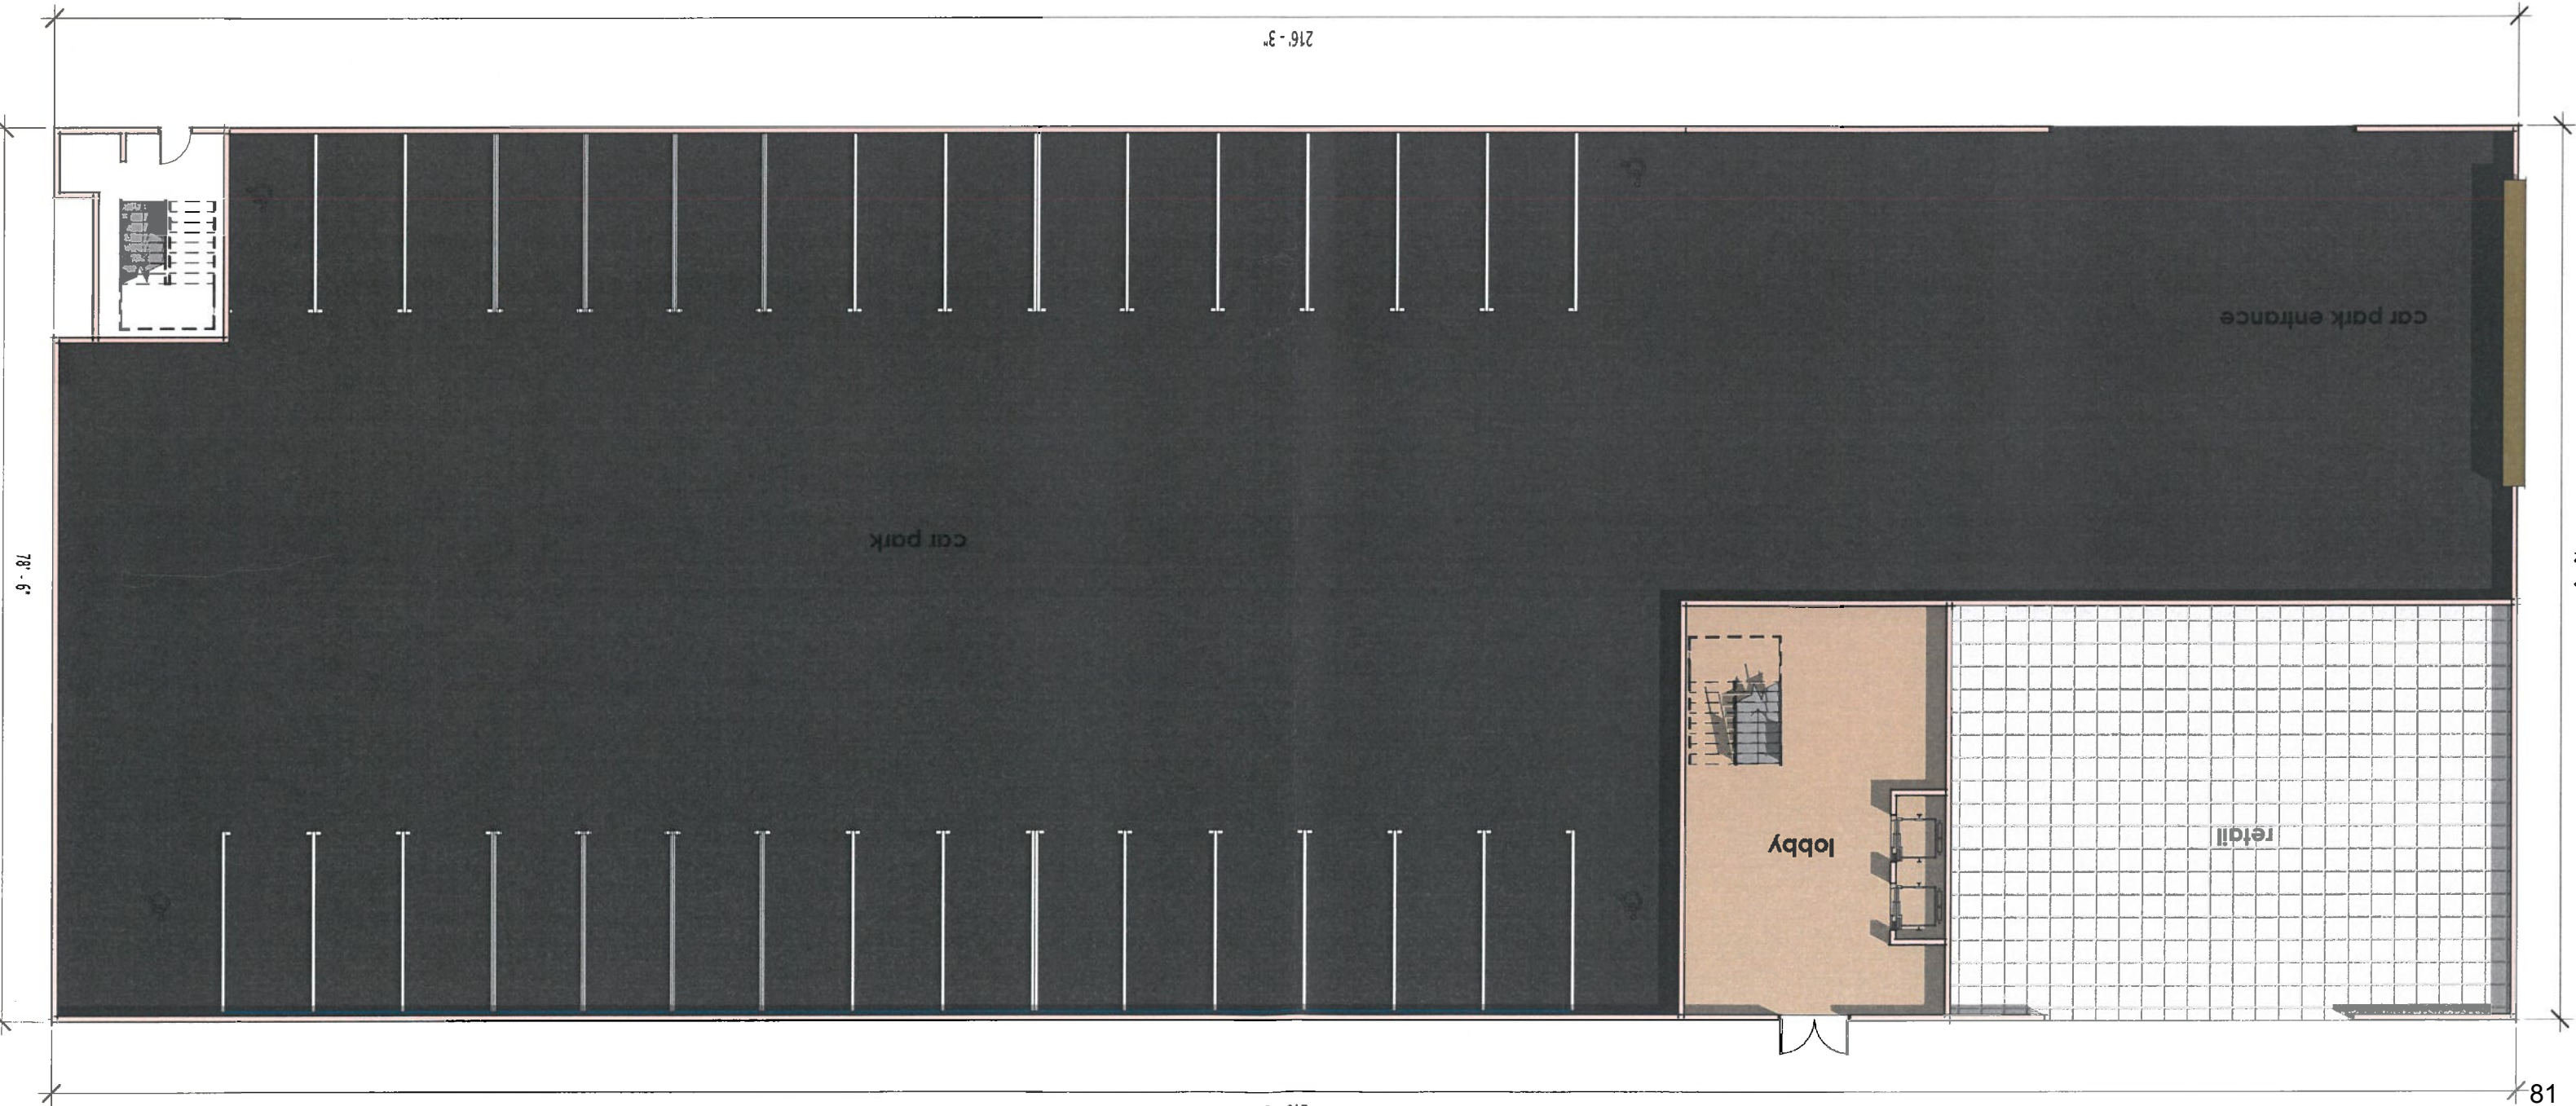 216' - 3"
car park entrance
car park
78' - 6"
lobby
retail
81